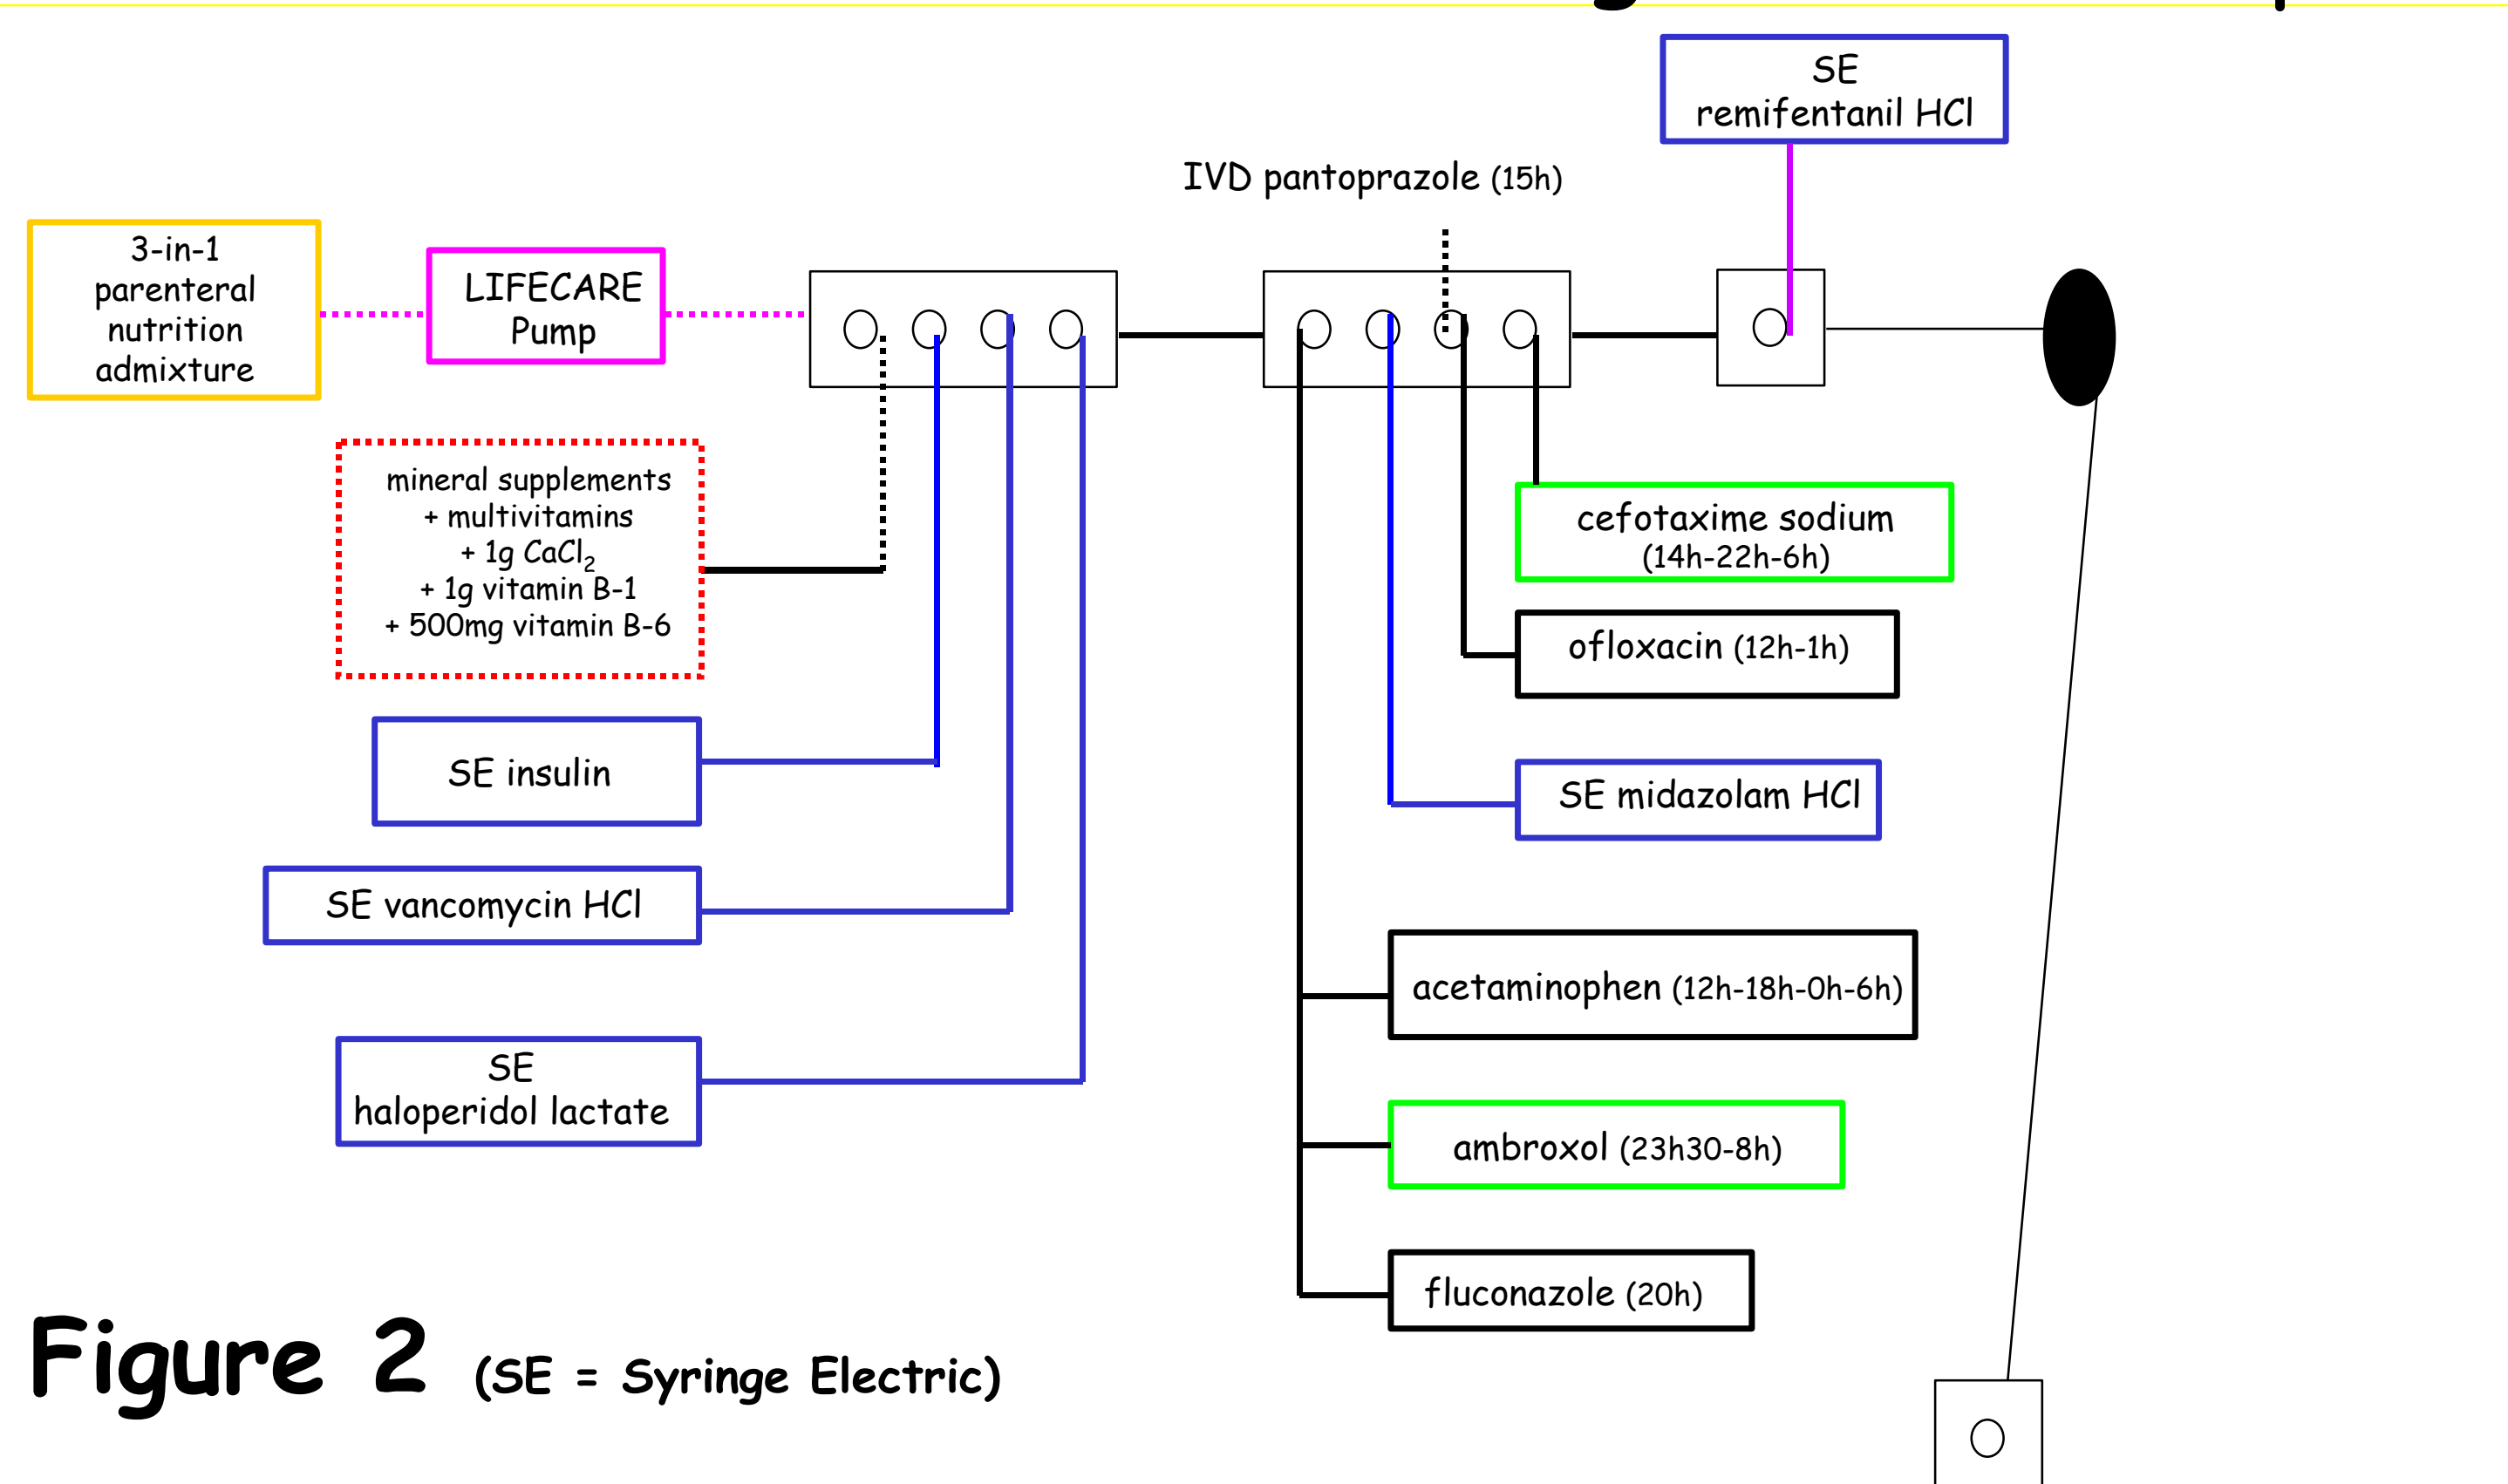 SE
remifentanil HCl
IVD pantoprazole (15h)
3-in-1
parenteral
nutrition
admixture
LIFECARE
Pump
mineral supplements
+ multivitamins
+ 1g CaCl₂
+ 1g vitamin B-1
+ 500mg vitamin B-6
cefotaxime sodium
(14h-22h-6h)
ofloxacin (12h-1h)
SE insulin
SE midazolam HCl
SE vancomycin HCl
acetaminophen (12h-18h-0h-6h)
SE
haloperidol lactate
ambroxol (23h30-8h)
fluconazole (20h)
Figure 2 (SE = Syringe Electric)